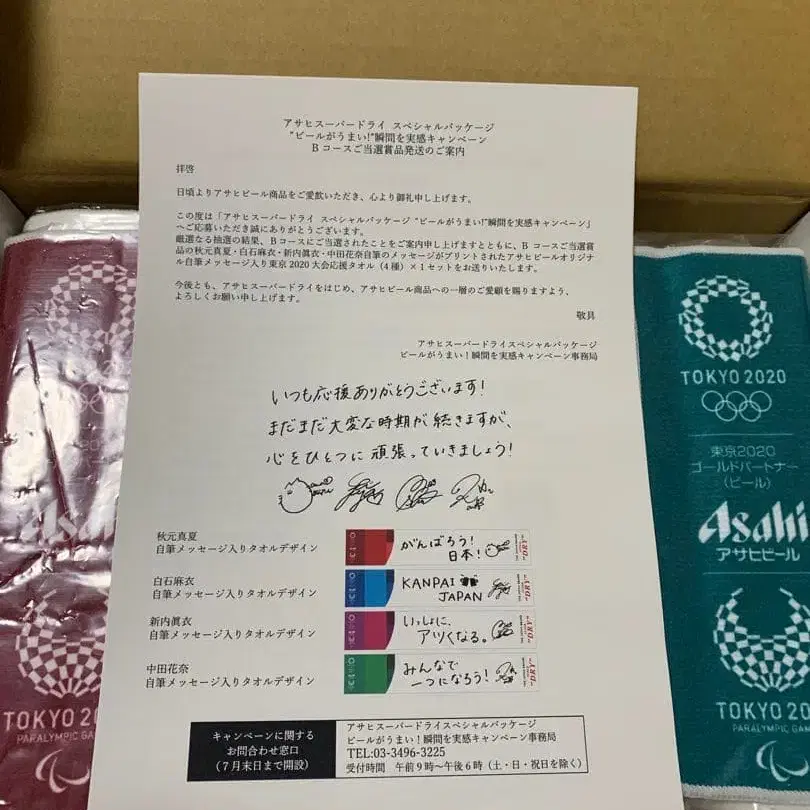 アサヒスーパードライ スペシャルパッケージ
"ビールがうまい!"瞬間を実感キャンペーン
Bコースご当選賞品発送のご案内
拝啓
日頃よりアサヒビール商品をご愛飲いただき、心より御礼申し上げます。
この度は「アサヒスーパードライ スペシャルパッケージ "ビールがうまい!"瞬間を実感キャンペーン」
へご応募いただき誠にありがとうございます。
厳選なる抽選の結果、Bコースにご当選されたことをご案内申し上げますとともに、B コースご当選賞
品の秋元真夏・白石麻衣・新内眞衣・中田花奈自筆のメッセージがプリントされたアサヒビールオリジナ
ル自筆メッセージ入り東京 2020 大会応援タオル（4種）×1セットをお送りいたします。
今後とも、アサヒスーパードライをはじめ、アサヒビール商品への一層のご愛顧を賜りますよう、
よろしくお願い申し上げます。
敬具
アサヒスーパードライスペシャルパッケージ
ビールがうまい！瞬間を実感キャンペーン事務局
いつも応援ありがとうございます!
まだまだ大変な時期が続きますが、
心をひとつに頑張っていきましょう!
秋元真夏
自筆メッセージ入りタオルデザイン
がんばろう!
日本!
白石麻衣
自筆メッセージ入りタオルデザイン
KANPAI
JAPAN
新内眞衣
自筆メッセージ入りタオルデザイン
いっしょに、
アツくなる。
中田花奈
自筆メッセージ入りタオルデザイン
みんなで
一つになろう!
キャンペーンに関する
お問合わせ窓口
（7月末日まで開設）
アサヒスーパードライスペシャルパッケージ
ビールがうまい！瞬間を実感キャンペーン事務局
TEL:03-3496-3225
受付時間 午前9時～午後6時（土・日・祝日を除く）
TOKYO 2020
東京2020
ゴールドパートナー
（ビール）
Asahi
アサヒビール
TOKYO 20
PARALYMPIC GAM
As
TOKYO 20
PARALYMPIC GAM